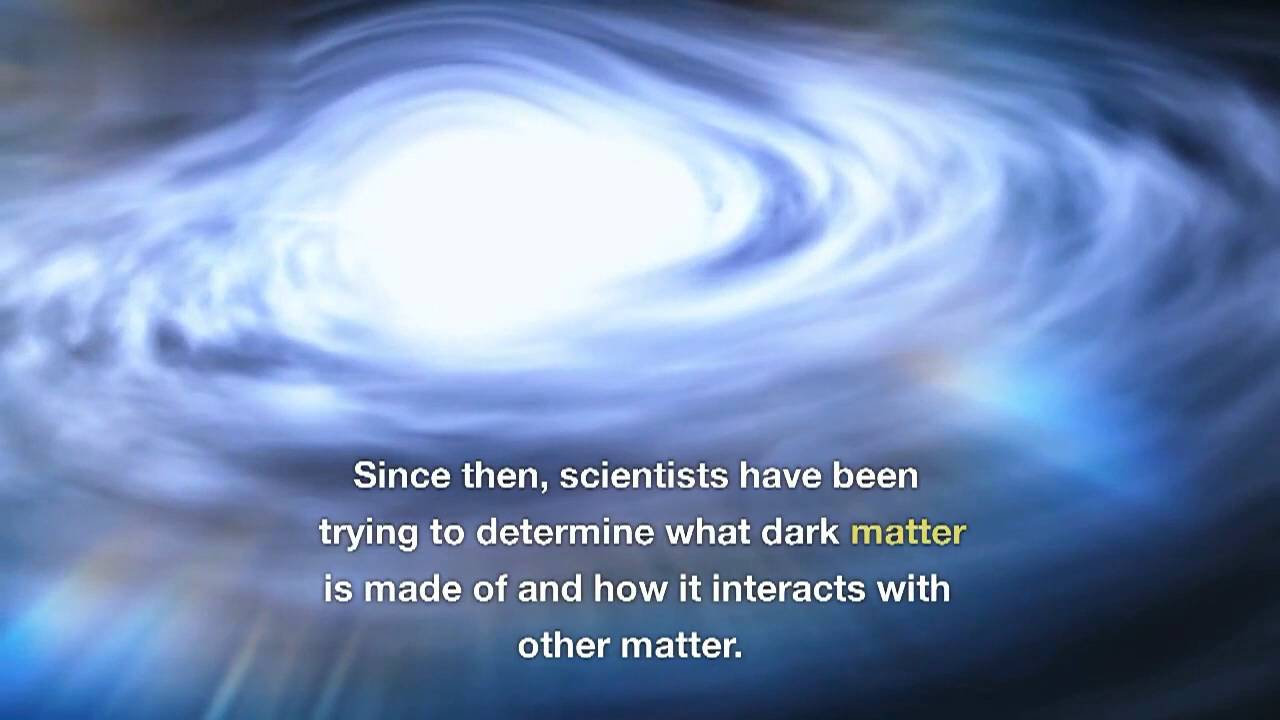 Since then, scientists have been
trying to determine what dark matter
is made of and how it interacts with
other matter.